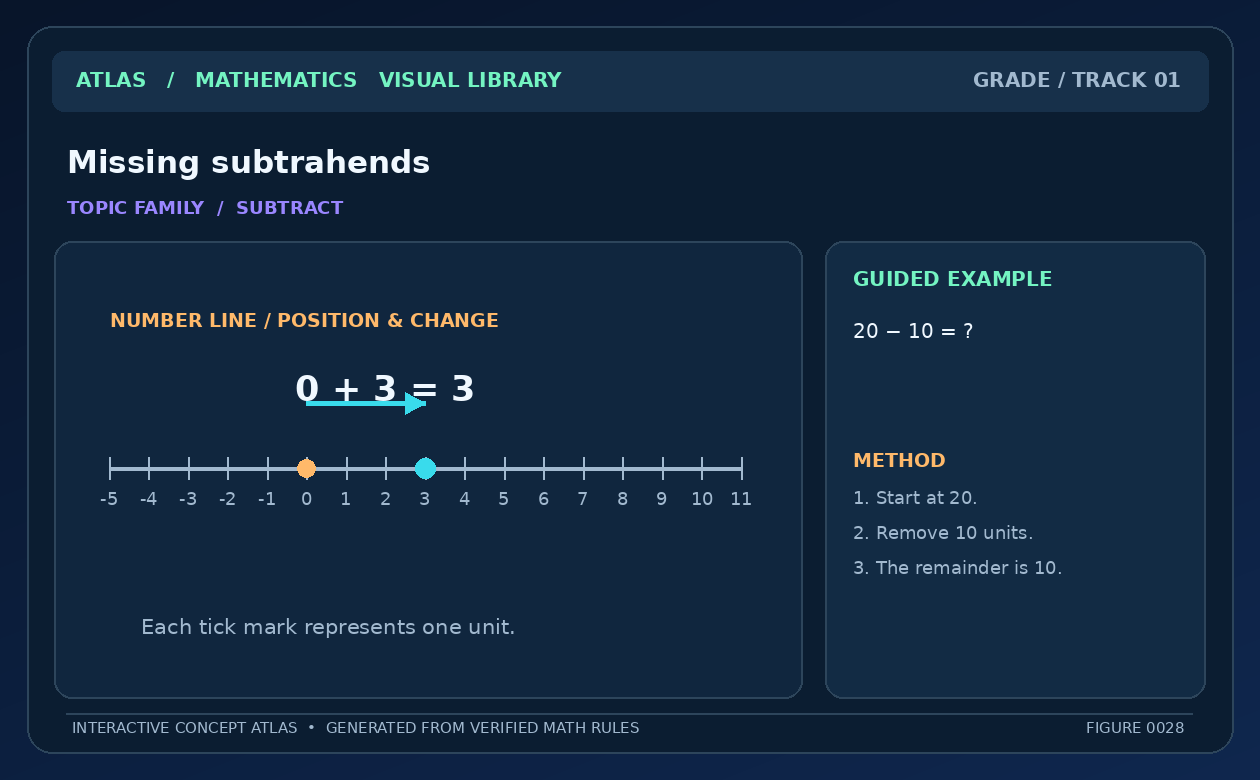 ATLAS / MATHEMATICS VISUAL LIBRARY
GRADE / TRACK 01
Missing subtrahends
TOPIC FAMILY / SUBTRACT
NUMBER LINE / POSITION & CHANGE
0 + 3 = 3
-5 -4 -3 -2 -1 0 1 2 3 4 5 6 7 8 9 10 11
Each tick mark represents one unit.
GUIDED EXAMPLE
20 − 10 = ?
METHOD
1. Start at 20.
2. Remove 10 units.
3. The remainder is 10.
INTERACTIVE CONCEPT ATLAS • GENERATED FROM VERIFIED MATH RULES
FIGURE 0028